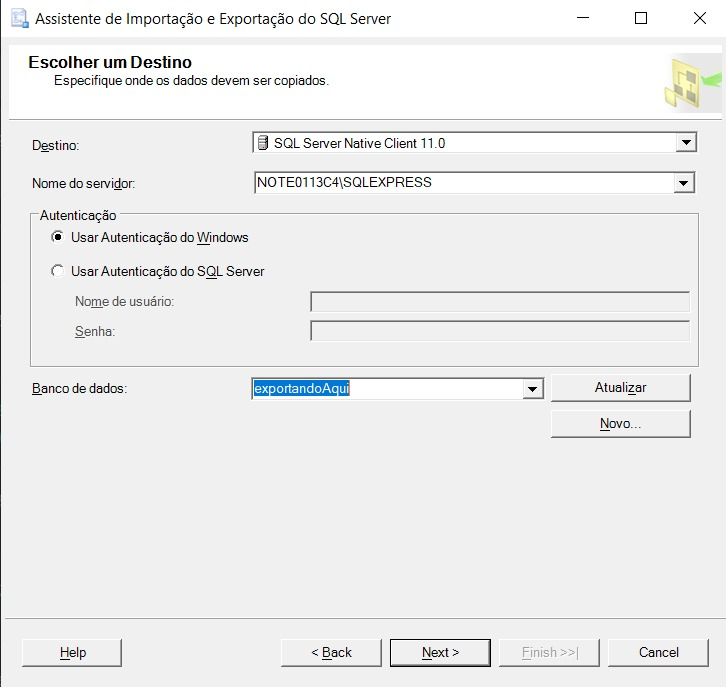 Assistente de Importação e Exportação do SQL Server
Escolher um Destino
Especifique onde os dados devem ser copiados.
Destino:
SQL Server Native Client 11.0
Nome do servidor:
NOTE0113C4\SQLEXPRESS
Autenticação
Usar Autenticação do Windows
Usar Autenticação do SQL Server
Nome de usuário:
Senha:
Banco de dados:
exportandoAqui
Atualizar
Novo...
Help
< Back
Next >
Finish >>|
Cancel